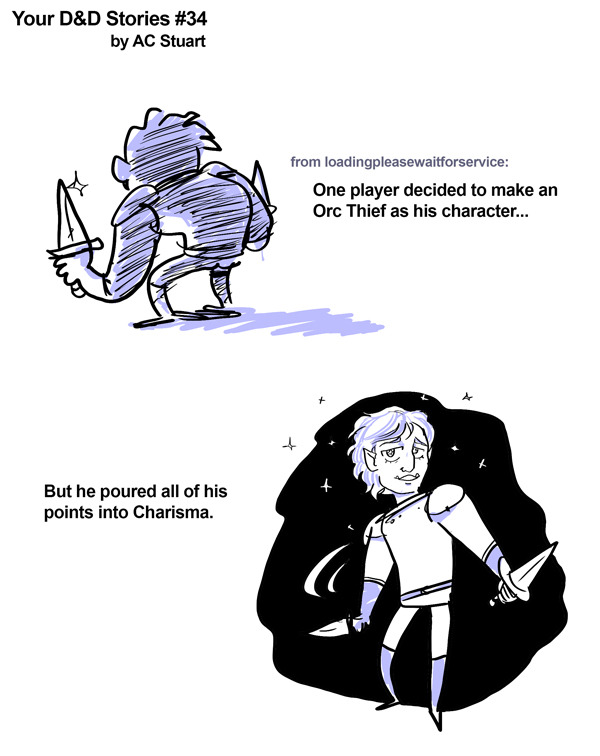 Your D&D Stories #34
by AC Stuart
from loadingpleasewaitforservice:
One player decided to make an
Orc Thief as his character...
But he poured all of his
points into Charisma.